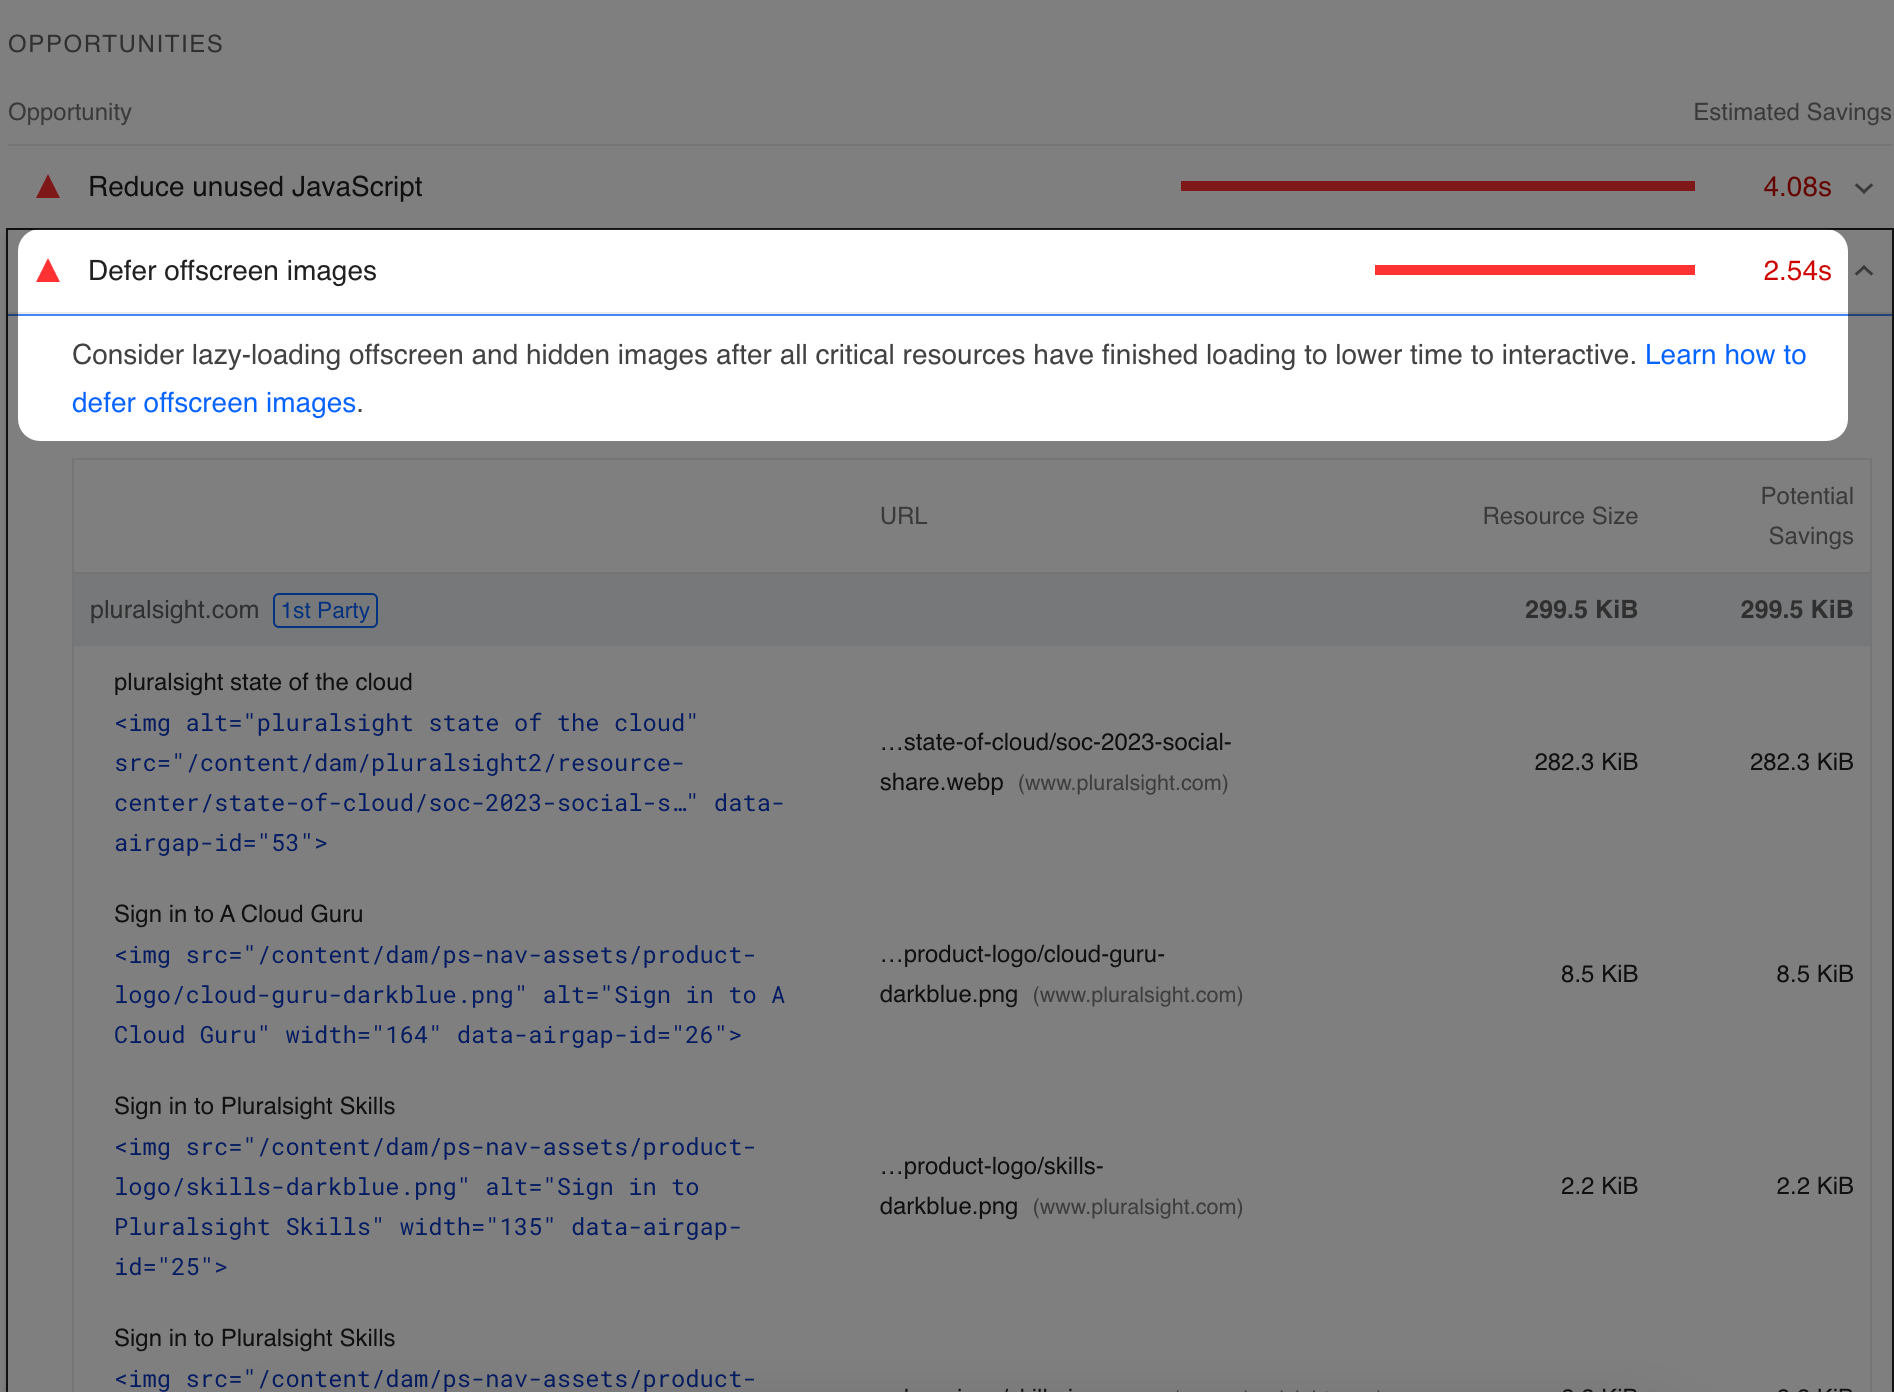 OPPORTUNITIES
Opportunity Estimated Savings
Reduce unused JavaScript 4.08s
Defer offscreen images 2.54s
Consider lazy-loading offscreen and hidden images after all critical resources have finished loading to lower time to interactive. Learn how to
defer offscreen images.
URL Resource Size Potential
Savings
pluralsight.com 1st Party 299.5 KiB 299.5 KiB
pluralsight state of the cloud
<img alt="pluralsight state of the cloud"
src="/content/dam/pluralsight2/resource-
center/state-of-cloud/soc-2023-social-s…" data-
airgap-id="53">
…state-of-cloud/soc-2023-social-
share.webp (www.pluralsight.com)
282.3 KiB 282.3 KiB
Sign in to A Cloud Guru
<img src="/content/dam/ps-nav-assets/product-
logo/cloud-guru-darkblue.png" alt="Sign in to A
Cloud Guru" width="164" data-airgap-id="26">
…product-logo/cloud-guru-
darkblue.png (www.pluralsight.com)
8.5 KiB 8.5 KiB
Sign in to Pluralsight Skills
<img src="/content/dam/ps-nav-assets/product-
logo/skills-darkblue.png" alt="Sign in to
Pluralsight Skills" width="135" data-airgap-
id="25">
…product-logo/skills-
darkblue.png (www.pluralsight.com)
2.2 KiB 2.2 KiB
Sign in to Pluralsight Skills
<img src="/content/dam/ps-nav-assets/product-